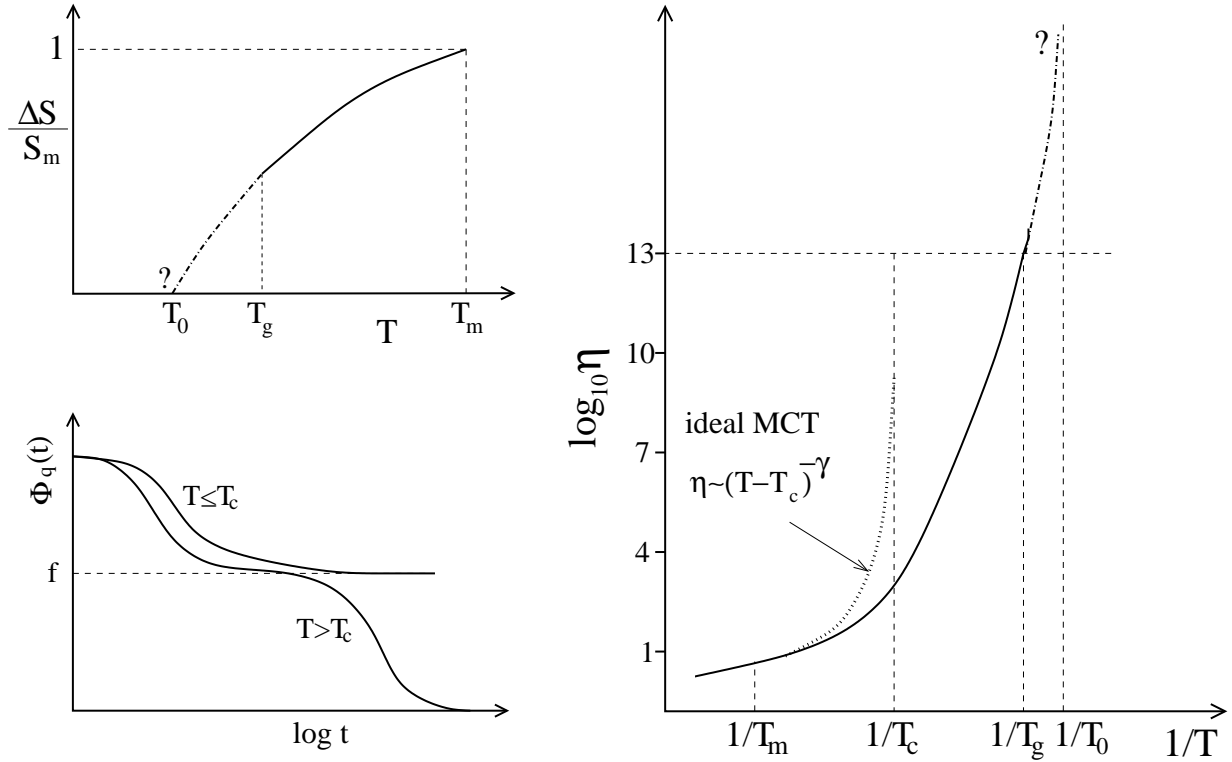 1
ΔS
S_m
?
T_0
T_g
T
T_m
Φ_q(t)
T≤T_c
f
T>T_c
log t
?
13
10
log_10 η
7
4
1
ideal MCT
η~(T−T_c)^−γ
1/T_m
1/T_c
1/T_g
1/T_0
1/T